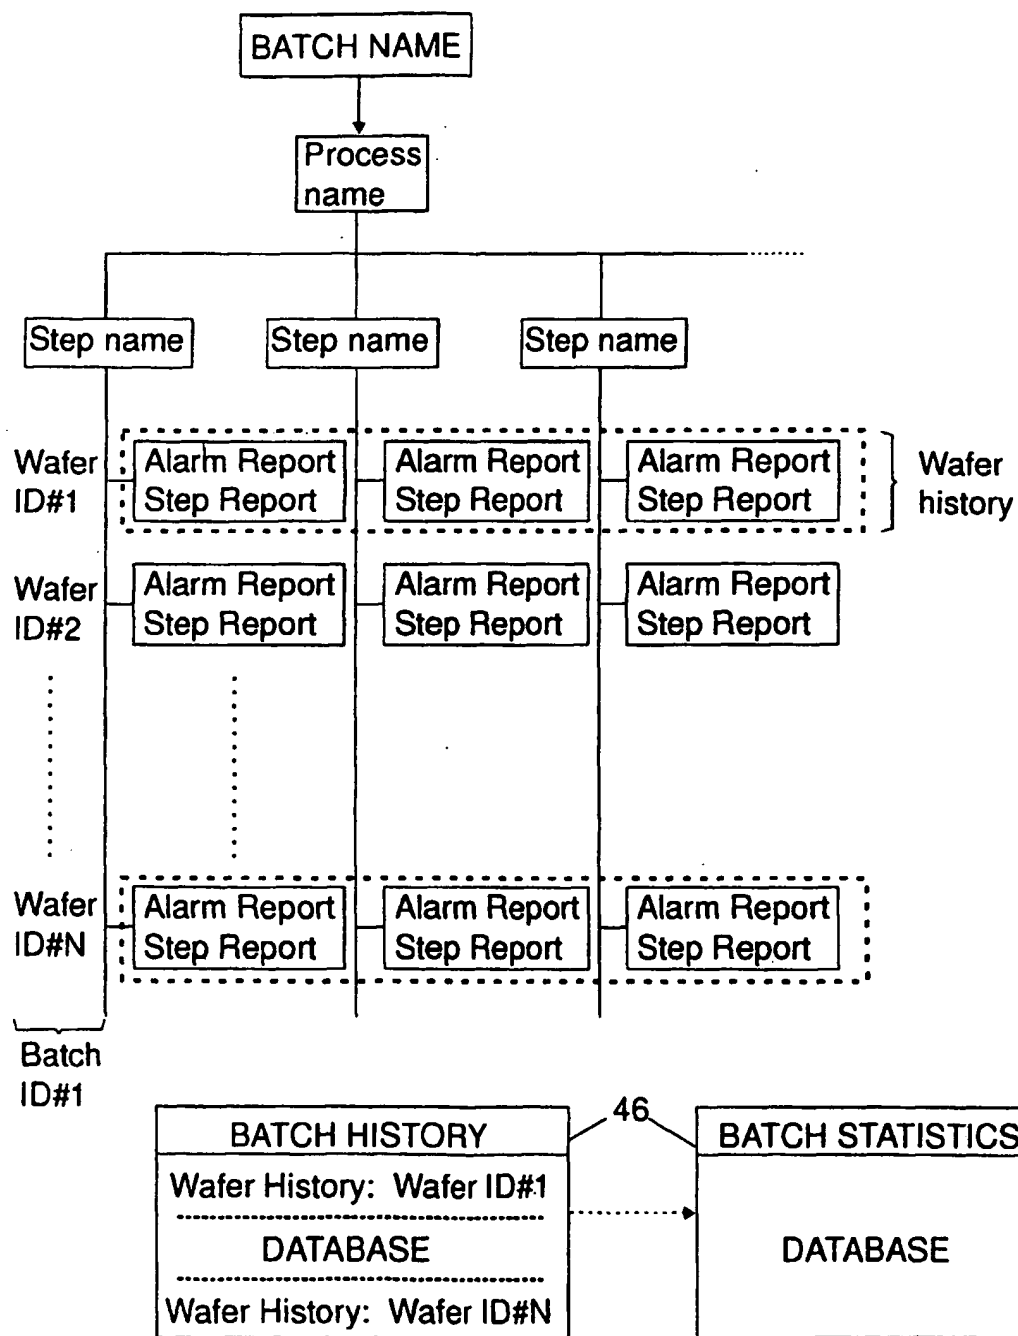 BATCH NAME
Process
name
Step name
Step name
Step name
Wafer
ID#1
Alarm Report
Step Report
Alarm Report
Step Report
Alarm Report
Step Report
Wafer
history
Wafer
ID#2
Alarm Report
Step Report
Alarm Report
Step Report
Alarm Report
Step Report
Wafer
ID#N
Alarm Report
Step Report
Alarm Report
Step Report
Alarm Report
Step Report
Batch
ID#1
46
BATCH HISTORY
Wafer History: Wafer ID#1
DATABASE
Wafer History: Wafer ID#N
BATCH STATISTICS
DATABASE